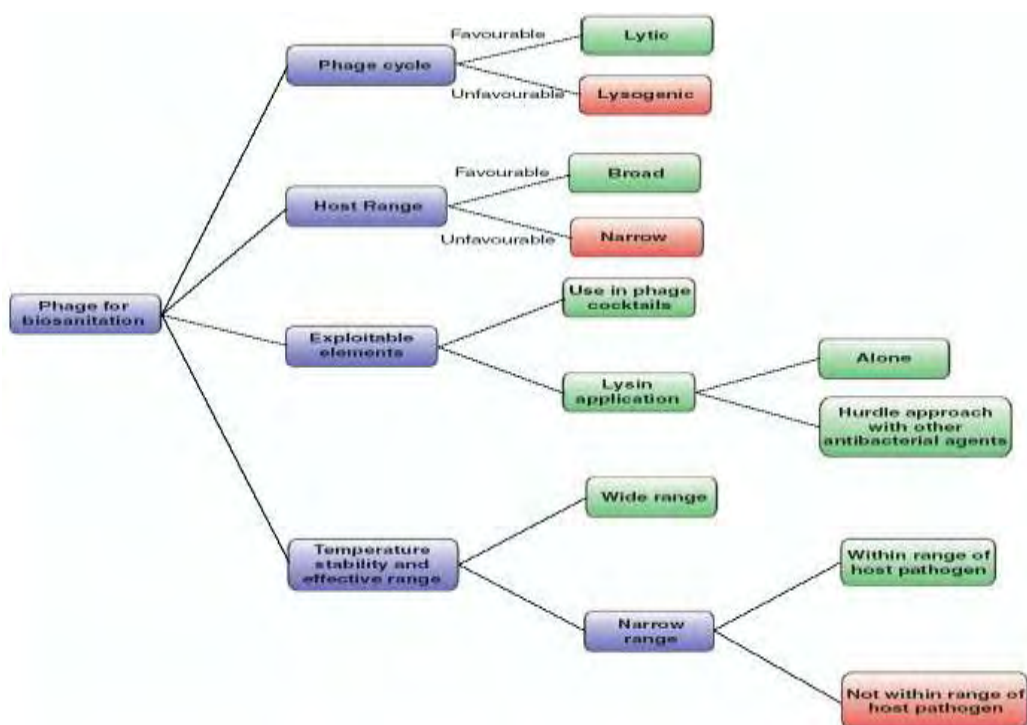 Favourable
Lytic
Phage cycle
Unfavourable
Lysogenic
Favourable
Broad
Host Range
Unfavourable
Narrow
Phage for
biosanitation
Use in phage
cocktails
Exploitable
elements
Lysin
application
Alone
Hurdle approach
with other
antibacterial agents
Wide range
Temperature
stability and
effective range
Within range of
host pathogen
Narrow
range
Not within range of
host pathogen